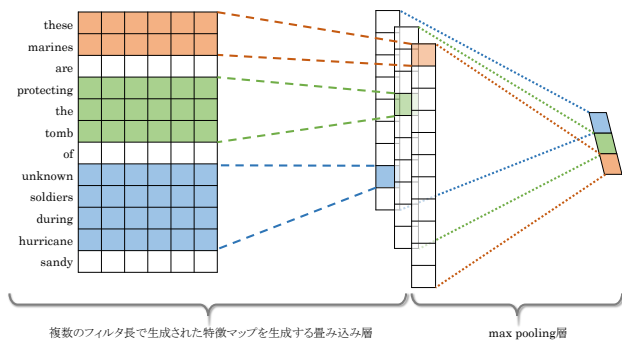 these
marines
are
protecting
the
tomb
of
unknown
soldiers
during
hurricane
sandy
複数のフィルタ長で生成された特徴マップを生成する畳み込み層
max pooling層